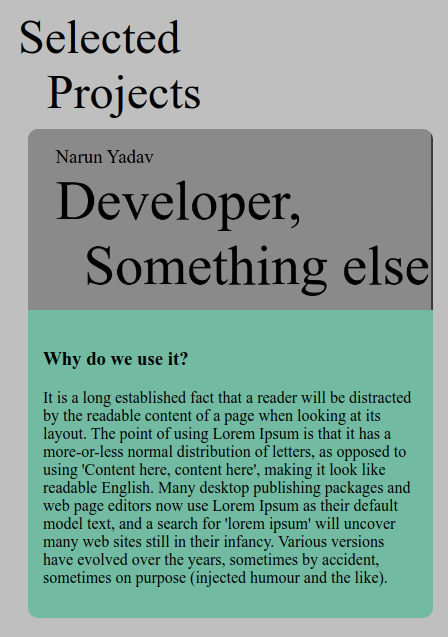 Selected
Projects
Narun Yadav
Developer,
Something else
Why do we use it?
It is a long established fact that a reader will be distracted
by the readable content of a page when looking at its
layout. The point of using Lorem Ipsum is that it has a
more-or-less normal distribution of letters, as opposed to
using 'Content here, content here', making it look like
readable English. Many desktop publishing packages and
web page editors now use Lorem Ipsum as their default
model text, and a search for 'lorem ipsum' will uncover
many web sites still in their infancy. Various versions
have evolved over the years, sometimes by accident,
sometimes on purpose (injected humour and the like).